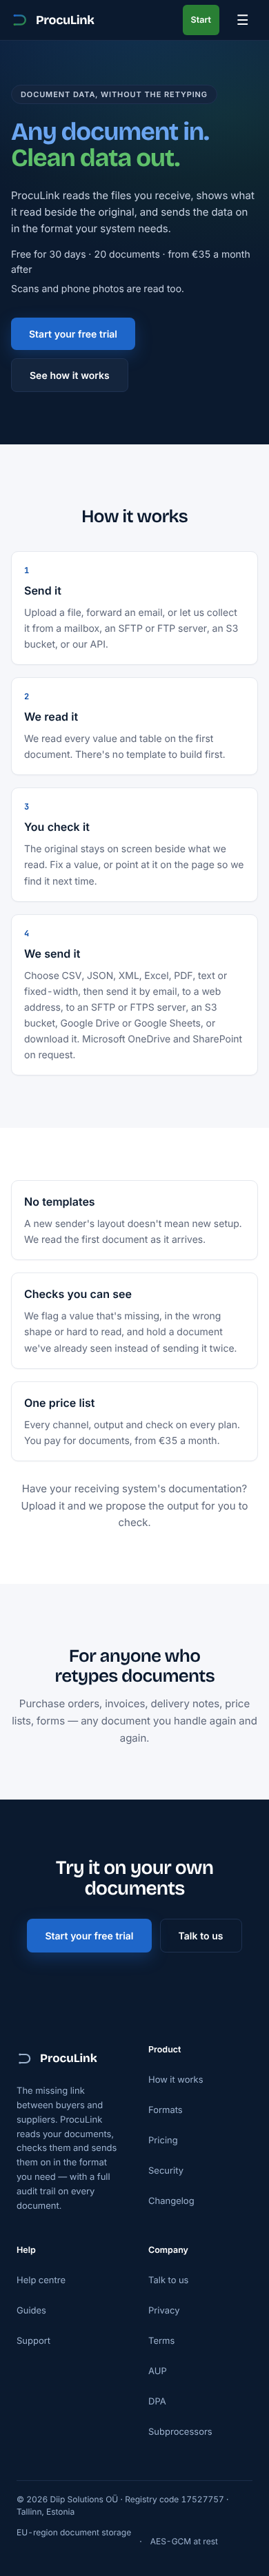 ProcuLink
Start
DOCUMENT DATA, WITHOUT THE RETYPING
Any document in.
Clean data out.
ProcuLink reads the files you receive, shows what
it read beside the original, and sends the data on
in the format your system needs.
Free for 30 days · 20 documents · from €35 a month
after
Scans and phone photos are read too.
Start your free trial
See how it works
How it works
1
Send it
Upload a file, forward an email, or let us collect
it from a mailbox, an SFTP or FTP server, an S3
bucket, or our API.
2
We read it
We read every value and table on the first
document. There's no template to build first.
3
You check it
The original stays on screen beside what we
read. Fix a value, or point at it on the page so we
find it next time.
4
We send it
Choose CSV, JSON, XML, Excel, PDF, text or
fixed-width, then send it by email, to a web
address, to an SFTP or FTPS server, an S3
bucket, Google Drive or Google Sheets, or
download it. Microsoft OneDrive and SharePoint
on request.
No templates
A new sender's layout doesn't mean new setup.
We read the first document as it arrives.
Checks you can see
We flag a value that's missing, in the wrong
shape or hard to read, and hold a document
we've already seen instead of sending it twice.
One price list
Every channel, output and check on every plan.
You pay for documents, from €35 a month.
Have your receiving system's documentation?
Upload it and we propose the output for you to
check.
For anyone who
retypes documents
Purchase orders, invoices, delivery notes, price
lists, forms — any document you handle again and
again.
Try it on your own
documents
Start your free trial
Talk to us
ProcuLink
The missing link
between buyers and
suppliers. ProcuLink
reads your documents,
checks them and sends
them on in the format
you need — with a full
audit trail on every
document.
Product
How it works
Formats
Pricing
Security
Changelog
Help
Help centre
Guides
Support
Company
Talk to us
Privacy
Terms
AUP
DPA
Subprocessors
© 2026 Diip Solutions OÜ · Registry code 17527757 ·
Tallinn, Estonia
EU-region document storage
· AES-GCM at rest